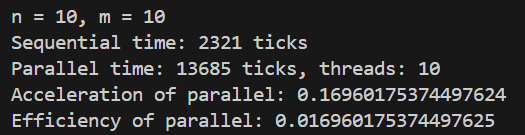 n = 10, m = 10
Sequential time: 2321 ticks
Parallel time: 13685 ticks, threads: 10
Acceleration of parallel: 0.16960175374497624
Efficiency of parallel: 0.016960175374497625